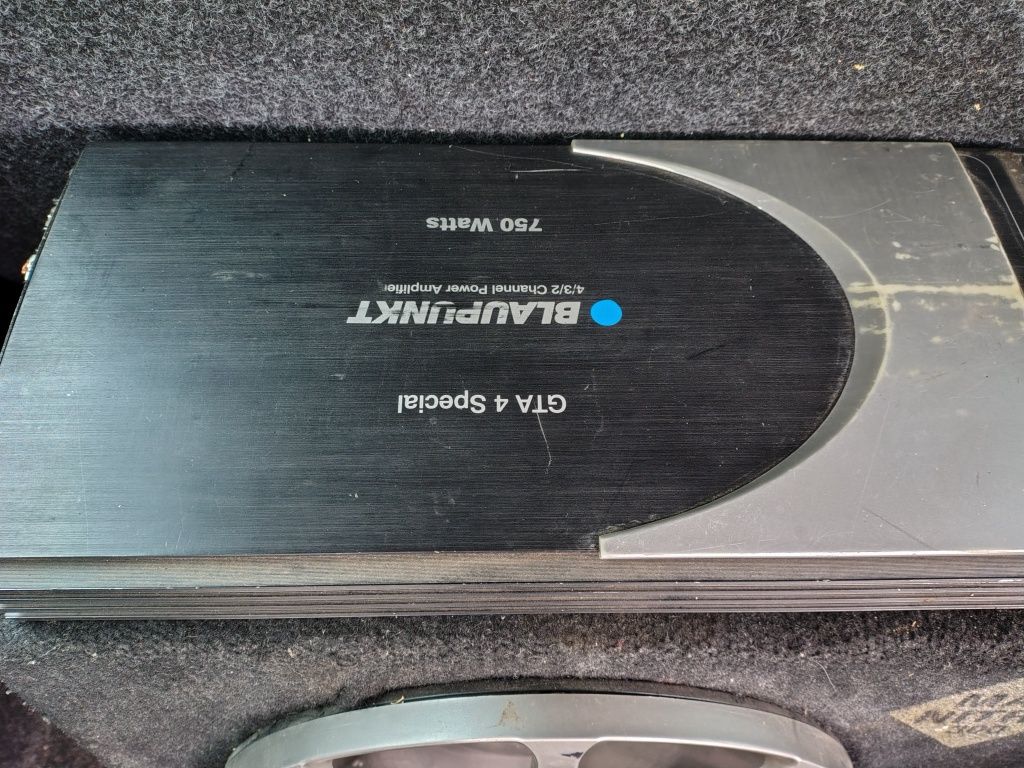 GTA 4 Special
BLAUPUNKT
4/3/2 Channel Power Amplifier
750 Watts